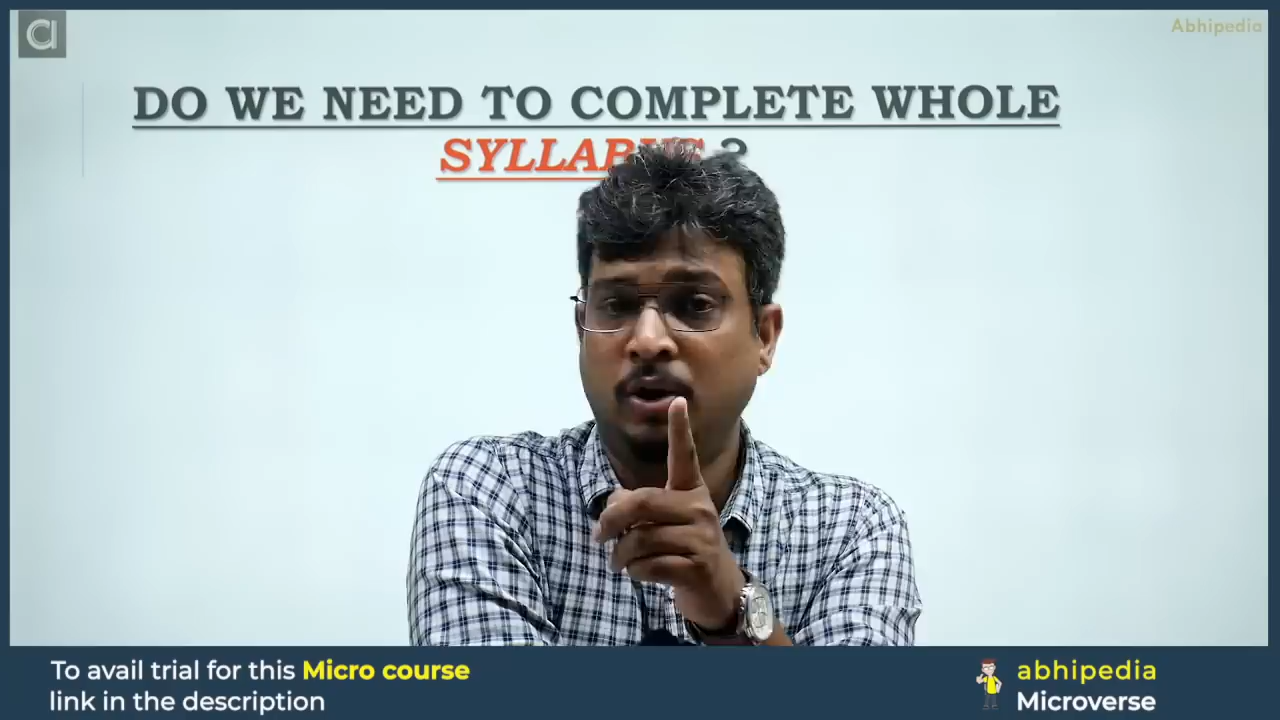 Abhipedia
DO WE NEED TO COMPLETE WHOLE
SYLLABUS ?
To avail trial for this Micro course
link in the description
abhipedia
Microverse